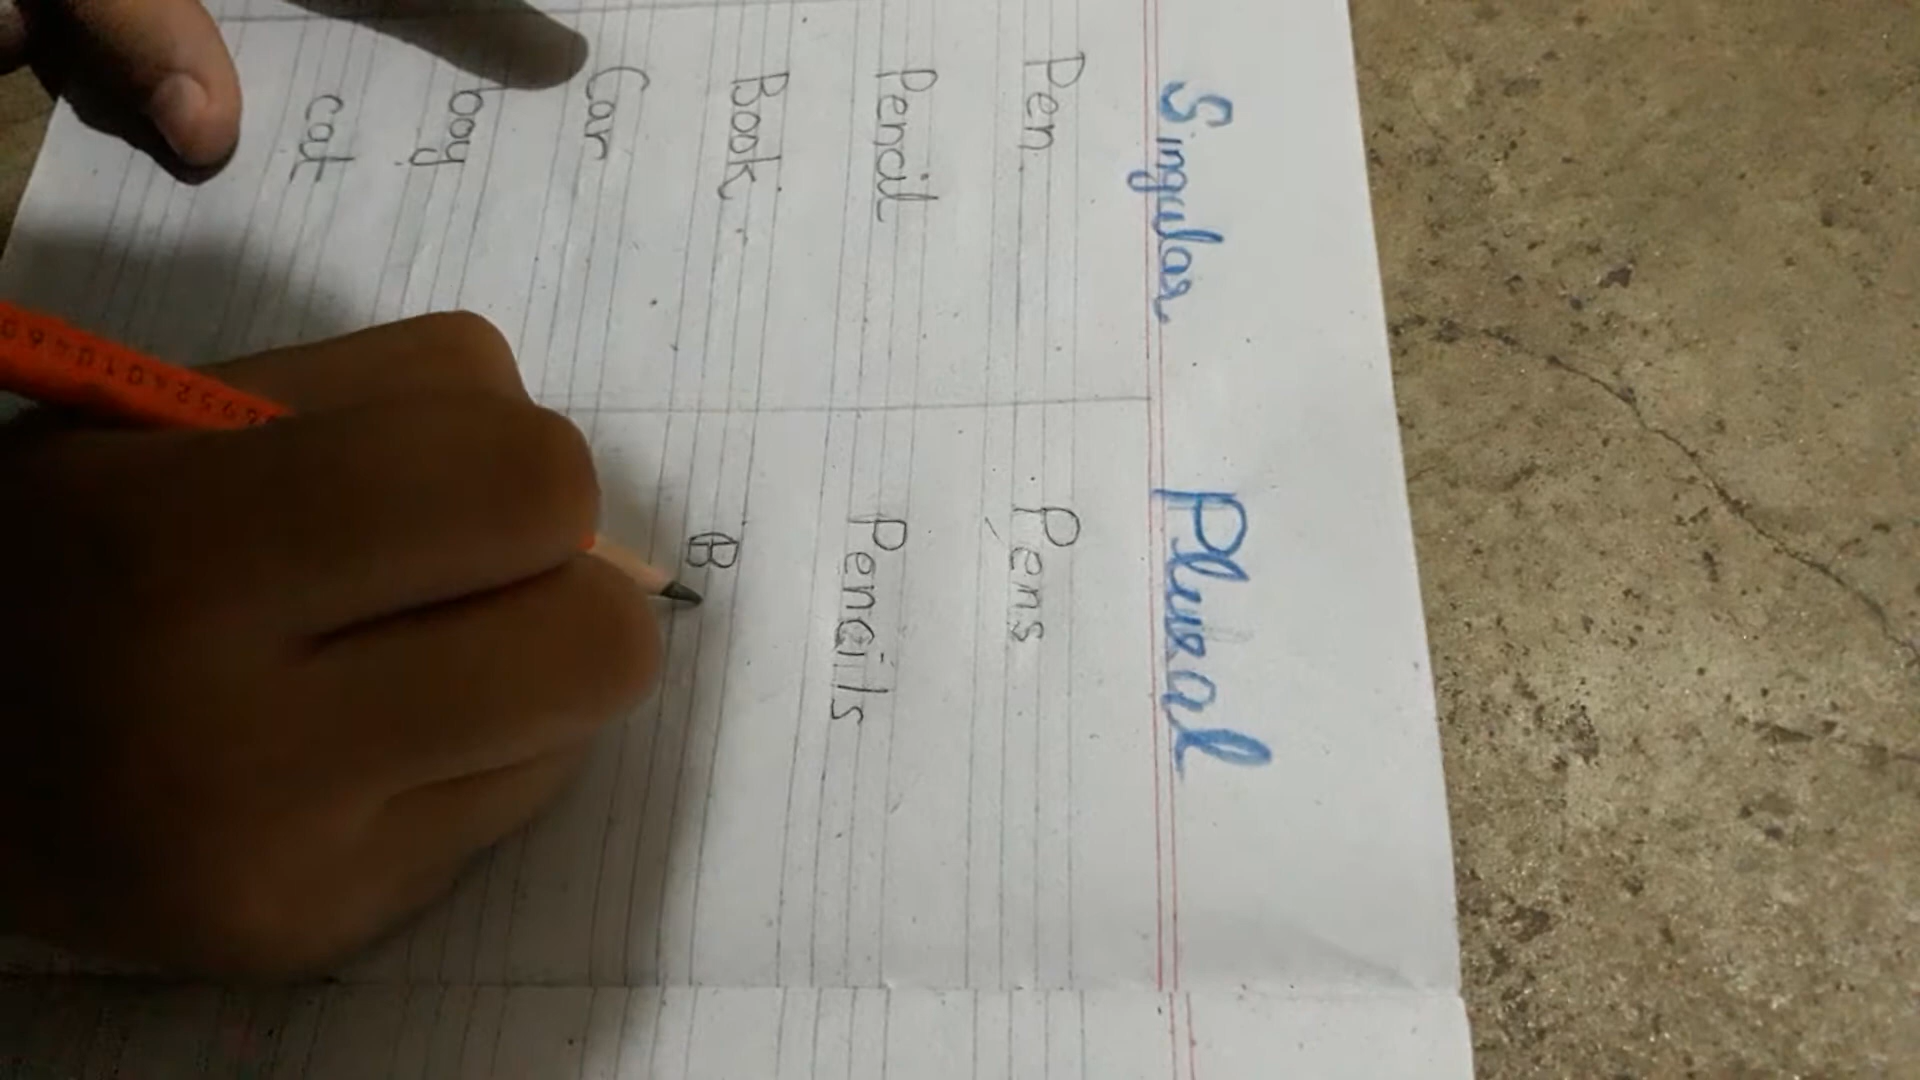 Singular Plural
Pen Pens
Pencil Pencils
Book B
Car
boy
cat